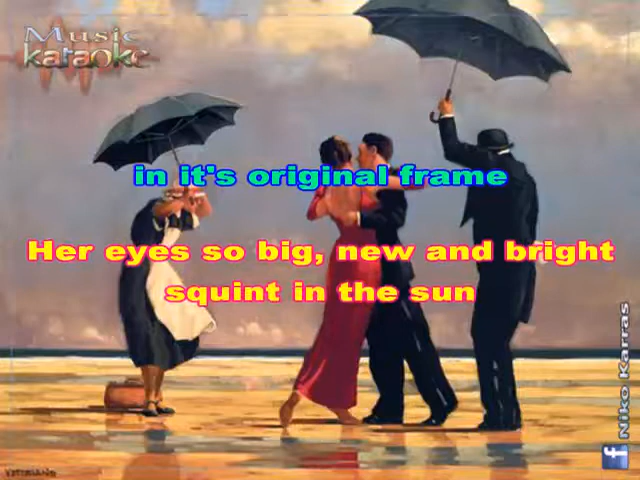 Music
karaoke
in it's original frame
Her eyes so big, new and bright
squint in the sun
Niko Karras
f
VETTRIANO